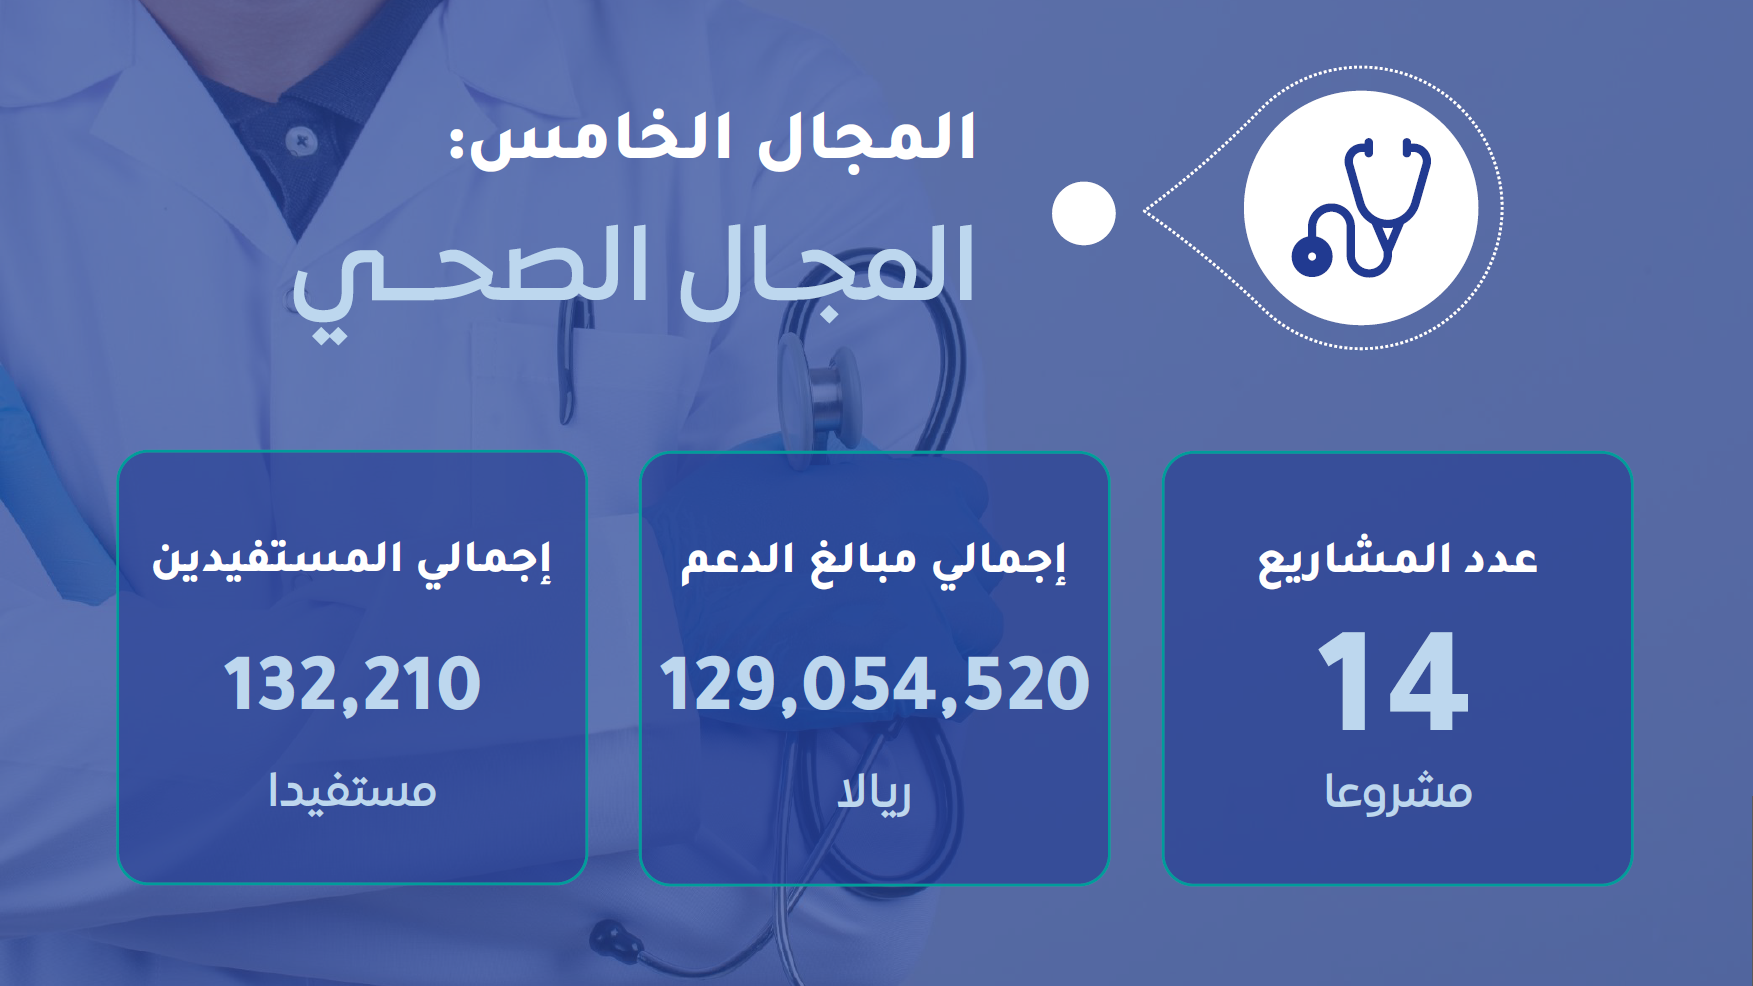 المجال الخامس:
المجال الصحي
عدد المشاريع
14
مشروعا
إجمالي مبالغ الدعم
129,054,520
ريالا
إجمالي المستفيدين
132,210
مستفيدا